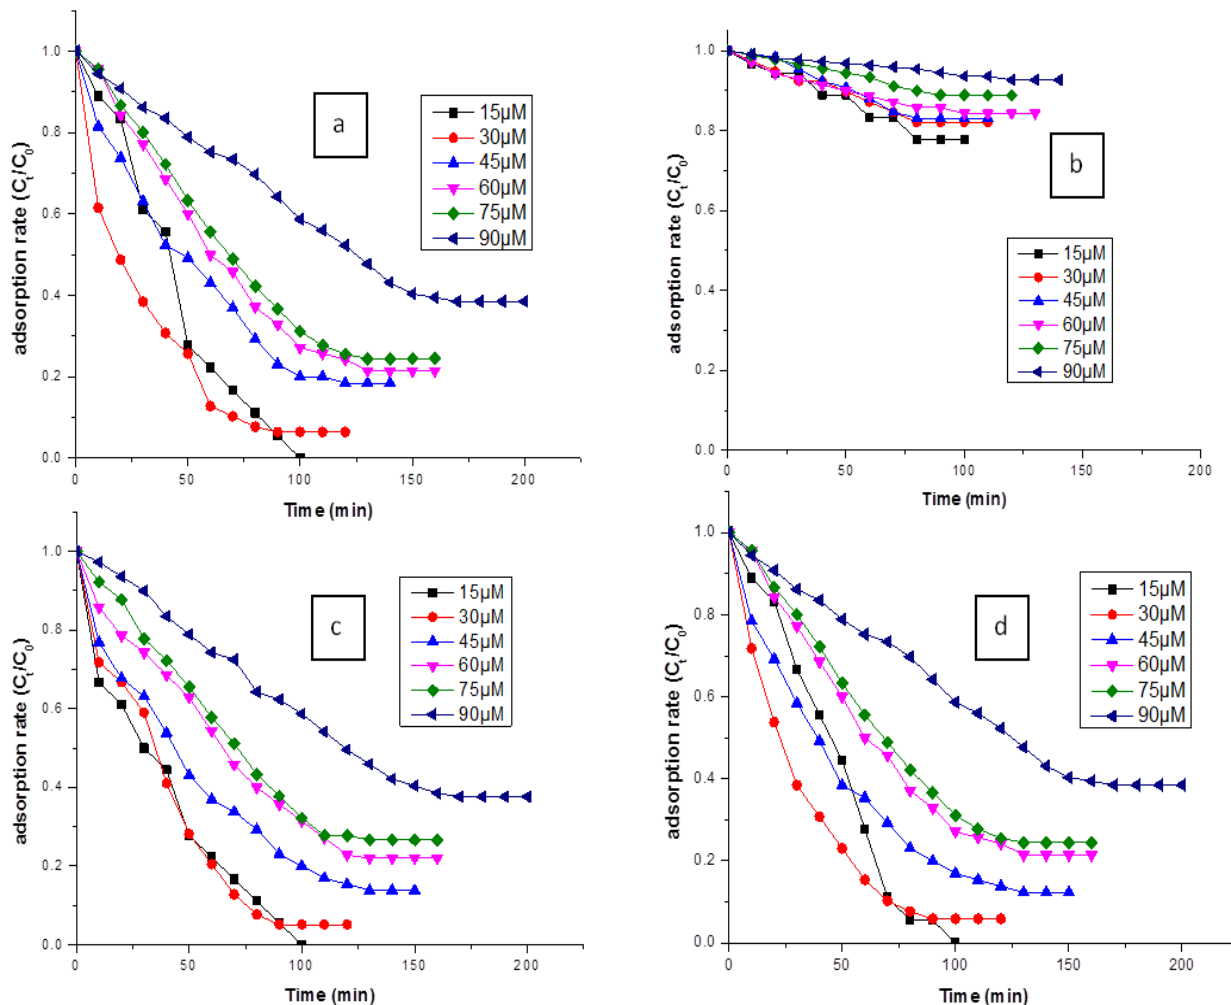 1.0
0.8
0.6
0.4
0.2
0.0
adsorption rate (Cₜ/C₀)
a
15µM
30µM
45µM
60µM
75µM
90µM
0
50
100
150
200
Time (min)
1.0
0.8
0.6
0.4
0.2
0.0
adsorption rate (Cₜ/C₀)
b
15µM
30µM
45µM
60µM
75µM
90µM
0
50
100
150
200
Time (min)
1.0
0.8
0.6
0.4
0.2
0.0
adsorption rate (Cₜ/C₀)
c
15µM
30µM
45µM
60µM
75µM
90µM
0
50
100
150
200
Time (min)
1.0
0.8
0.6
0.4
0.2
0.0
adsorption rate (Cₜ/C₀)
d
15µM
30µM
45µM
60µM
75µM
90µM
0
50
100
150
200
Time (min)